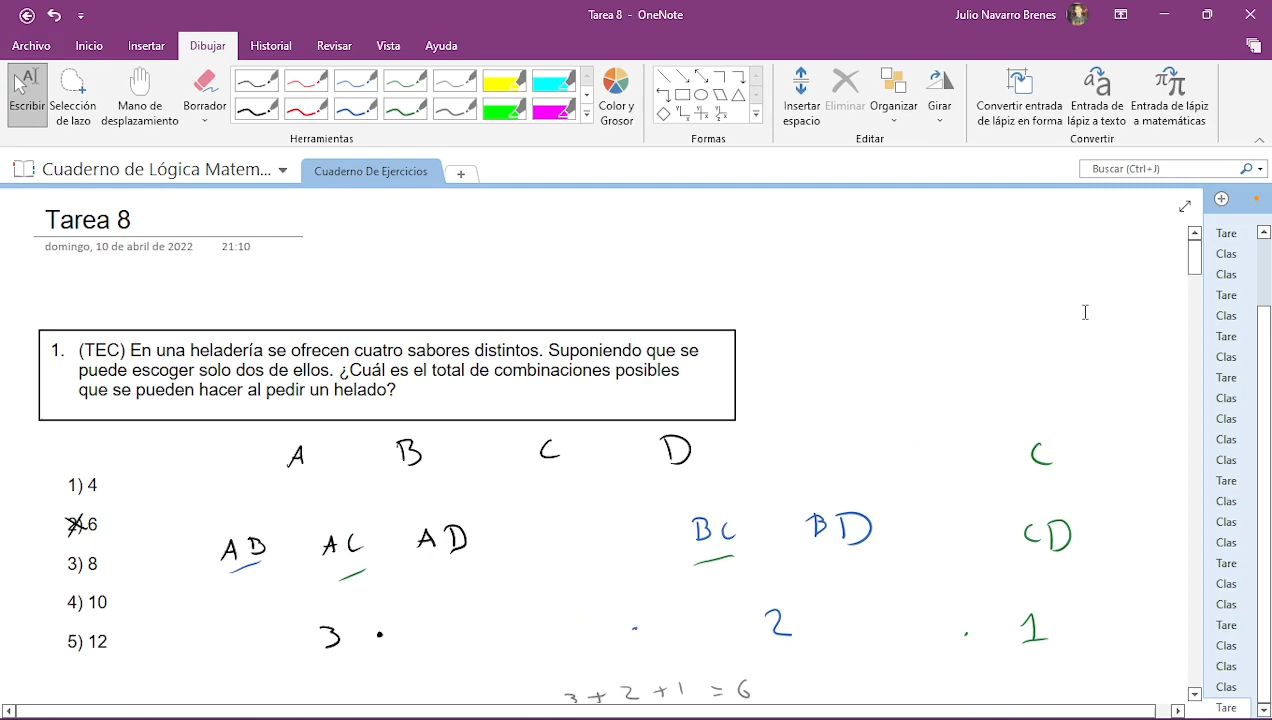 Tarea 8 - OneNote
Julio Navarro Brenes
Archivo Inicio Insertar Dibujar Historial Revisar Vista Ayuda
Escribir
Selección de lazo
Mano de desplazamiento
Borrador
Color y Grosor
Insertar espacio
Eliminar
Organizar
Girar
Convertir entrada de lápiz en forma
Entrada de lápiz a texto
Entrada de lápiz a matemáticas
Herramientas Formas Editar Convertir
Cuaderno de Lógica Matem...
Cuaderno De Ejercicios
Buscar (Ctrl+J)
Tarea 8
domingo, 10 de abril de 2022 21:10
1. (TEC) En una heladería se ofrecen cuatro sabores distintos. Suponiendo que se
puede escoger solo dos de ellos. ¿Cuál es el total de combinaciones posibles
que se pueden hacer al pedir un helado?
A B C D C
1) 4
2) 6
3) 8
4) 10
5) 12
AB AC AD BC BD CD
3 · · 2 · 1
3 + 2 + 1 = 6
Tare
Clas
Clas
Tare
Clas
Tare
Clas
Tare
Clas
Clas
Clas
Clas
Tare
Clas
Clas
Clas
Tare
Clas
Clas
Tare
Clas
Clas
Clas
Tare